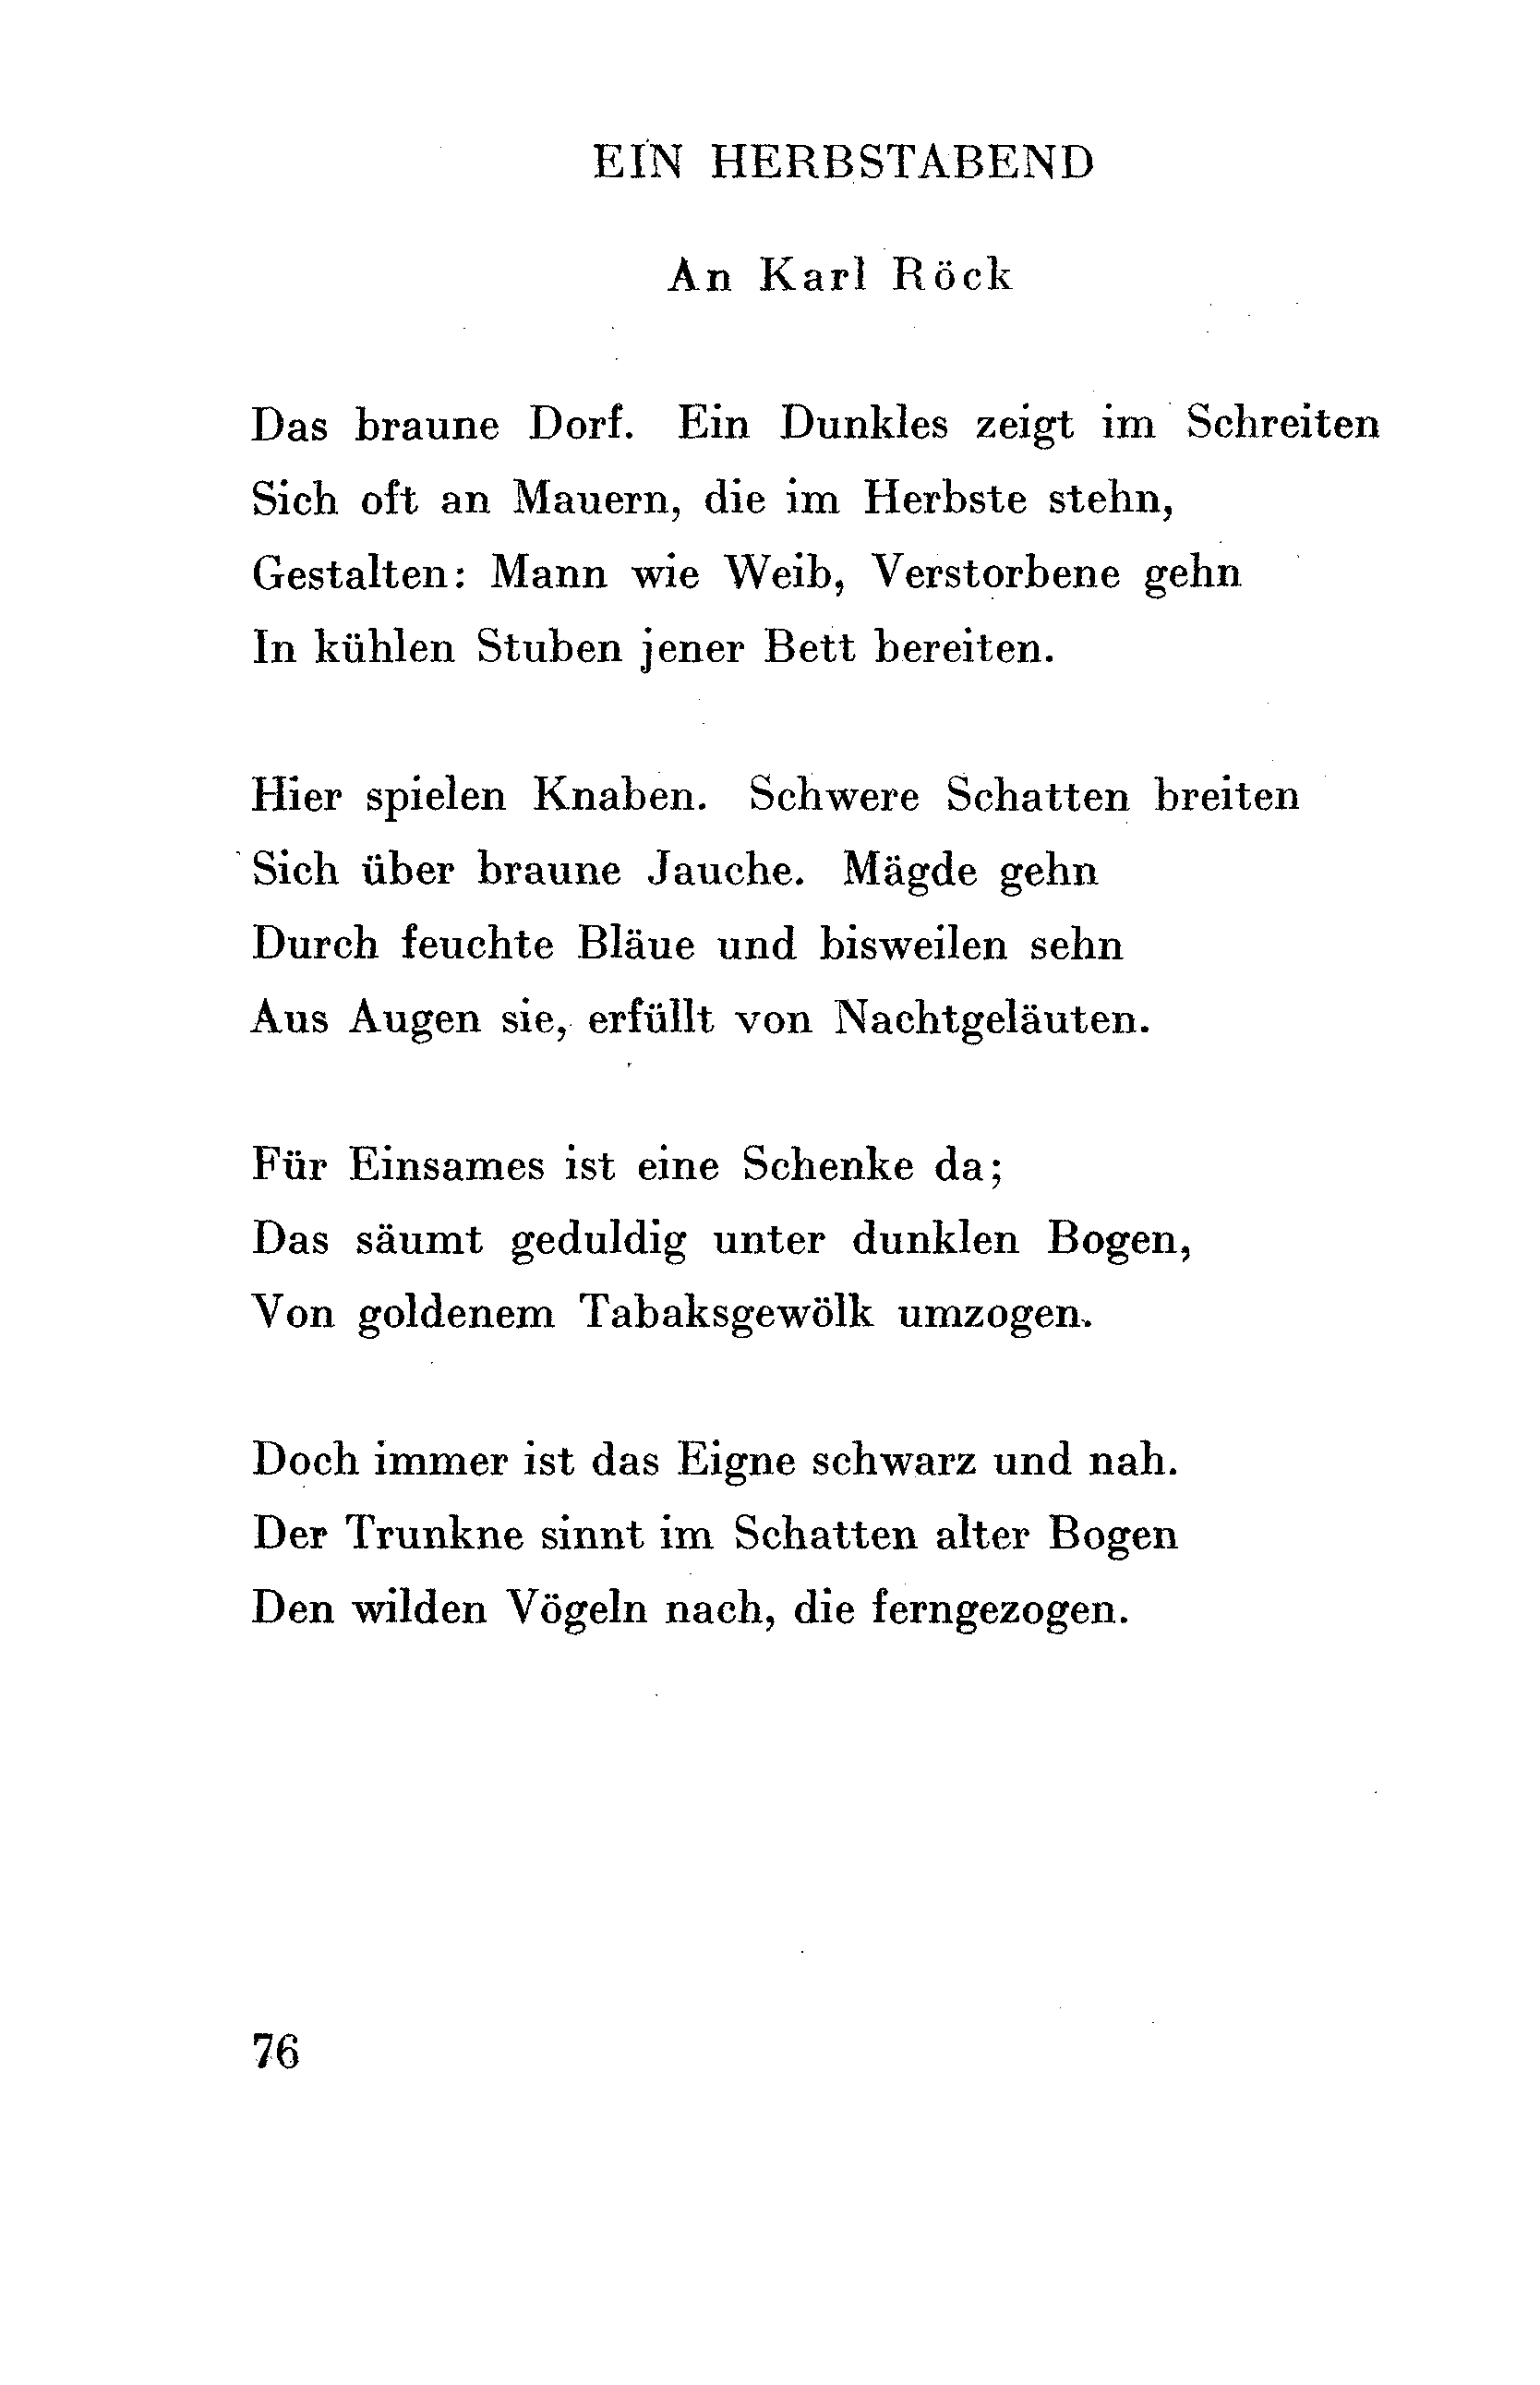 EIN HERBSTABEND
An Karl Röck
Das braune Dorf. Ein Dunkles zeigt im Schreiten
Sich oft an Mauern, die im Herbste stehn,
Gestalten: Mann wie Weib, Verstorbene gehn
In kühlen Stuben jener Bett bereiten.
Hier spielen Knaben. Schwere Schatten breiten
Sich über braune Jauche. Mägde gehn
Durch feuchte Bläue und bisweilen sehn
Aus Augen sie, erfüllt von Nachtgeläuten.
Für Einsames ist eine Schenke da;
Das säumt geduldig unter dunklen Bogen,
Von goldenem Tabaksgewölk umzogen.
Doch immer ist das Eigne schwarz und nah.
Der Trunkne sinnt im Schatten alter Bogen
Den wilden Vögeln nach, die ferngezogen.
76